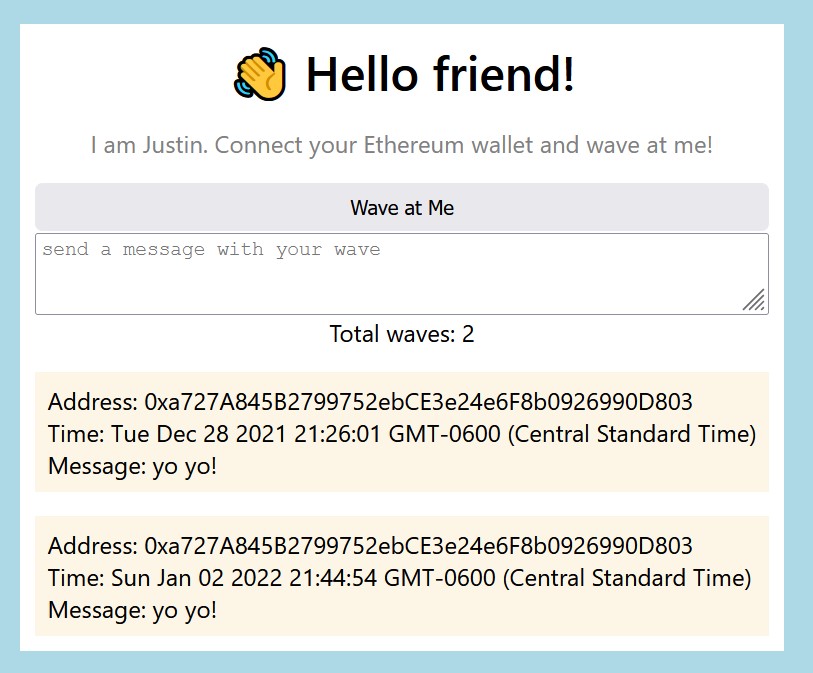 👋 Hello friend!
I am Justin. Connect your Ethereum wallet and wave at me!
Wave at Me
send a message with your wave
Total waves: 2
Address: 0xa727A845B2799752ebCE3e24e6F8b0926990D803
Time: Tue Dec 28 2021 21:26:01 GMT-0600 (Central Standard Time)
Message: yo yo!
Address: 0xa727A845B2799752ebCE3e24e6F8b0926990D803
Time: Sun Jan 02 2022 21:44:54 GMT-0600 (Central Standard Time)
Message: yo yo!